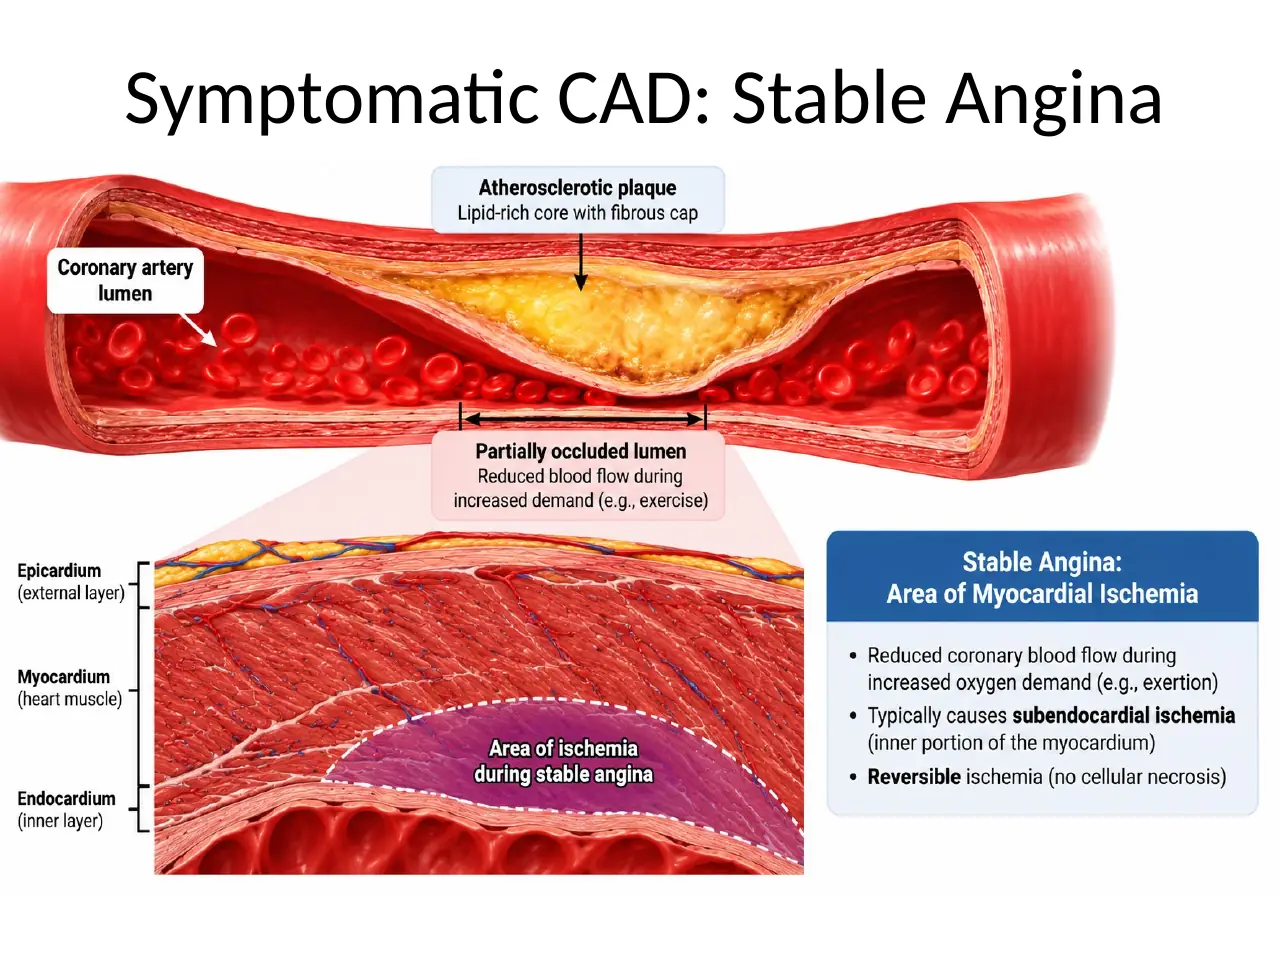 Symptomatic CAD: Stable Angina
Atherosclerotic plaque
Lipid-rich core with fibrous cap
Coronary artery
lumen
Partially occluded lumen
Reduced blood flow during
increased demand (e.g., exercise)
Epicardium
(external layer)
Myocardium
(heart muscle)
Endocardium
(inner layer)
Area of ischemia
during stable angina
Stable Angina:
Area of Myocardial Ischemia
• Reduced coronary blood flow during
increased oxygen demand (e.g., exertion)
• Typically causes subendocardial ischemia
(inner portion of the myocardium)
• Reversible ischemia (no cellular necrosis)